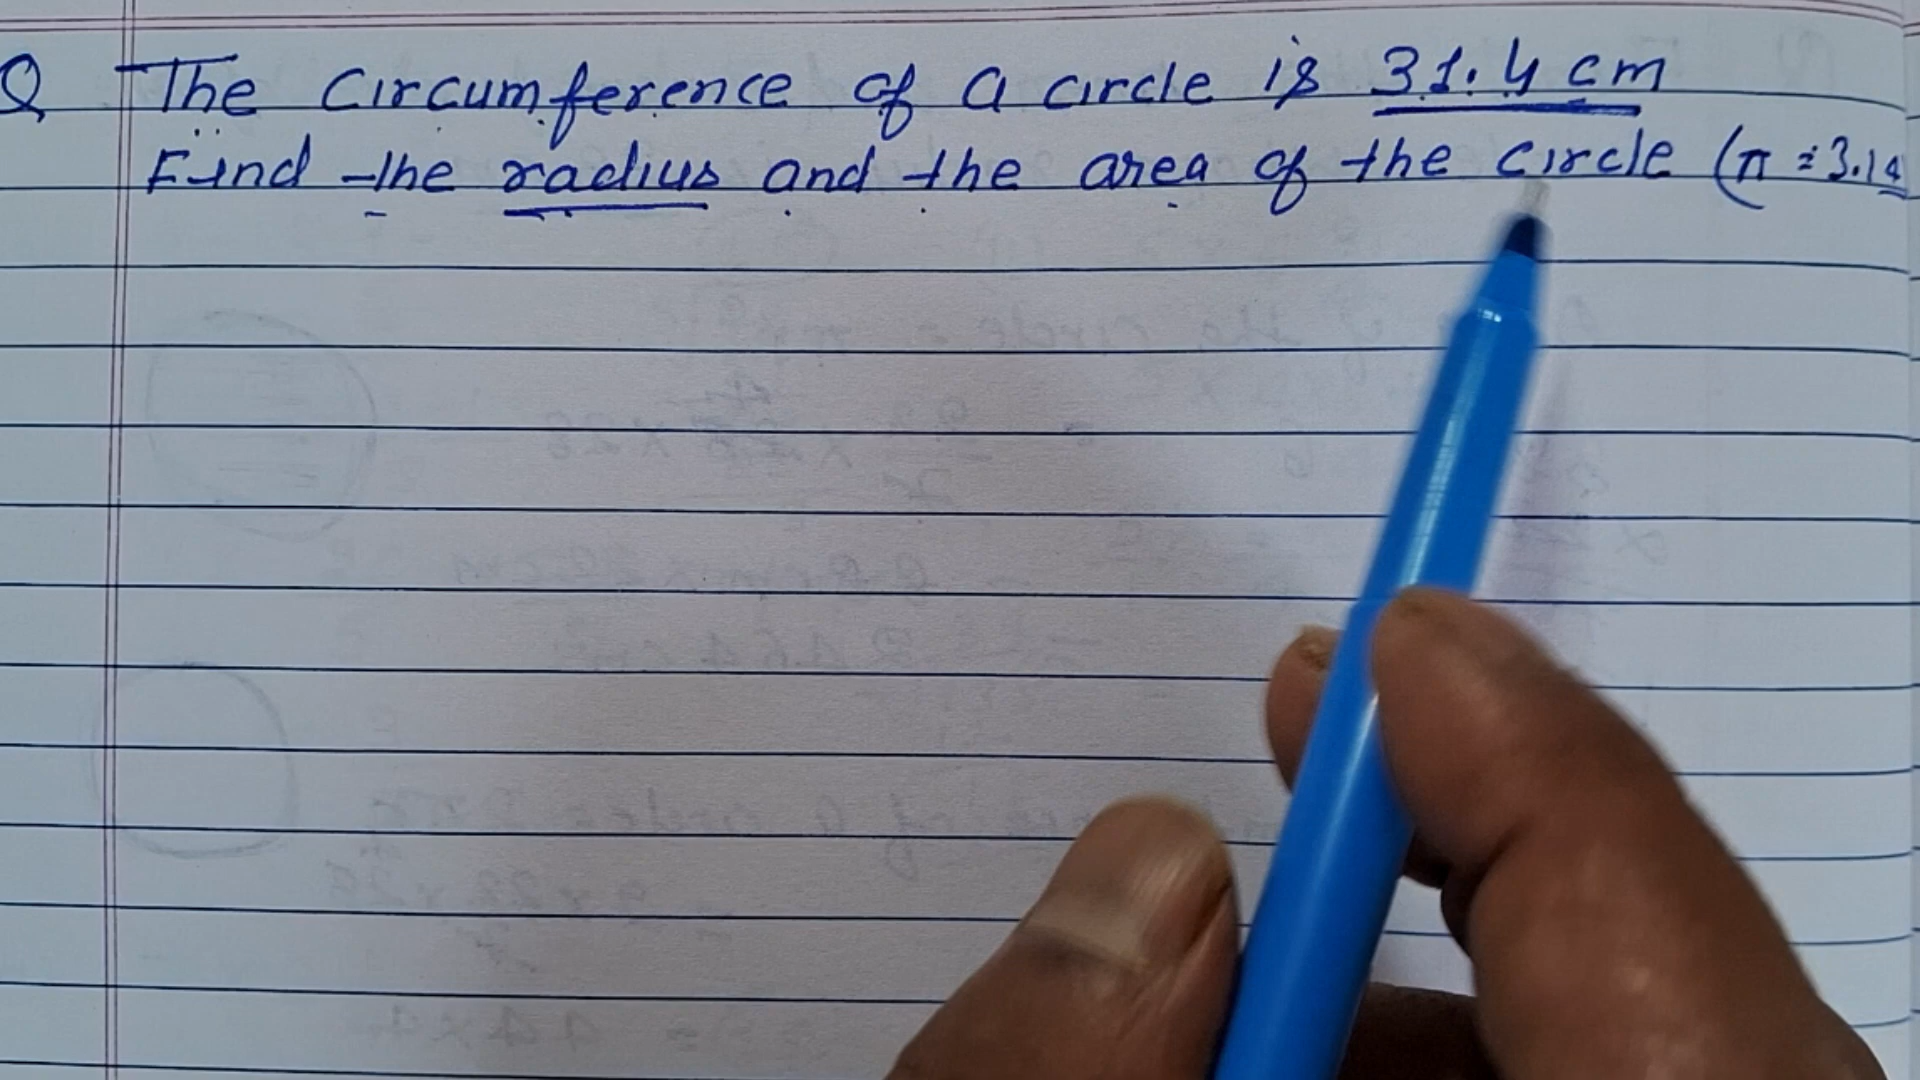 Q The Circumference of a circle is 31.4 cm
Find the radius and the area of the circle (π = 3.14